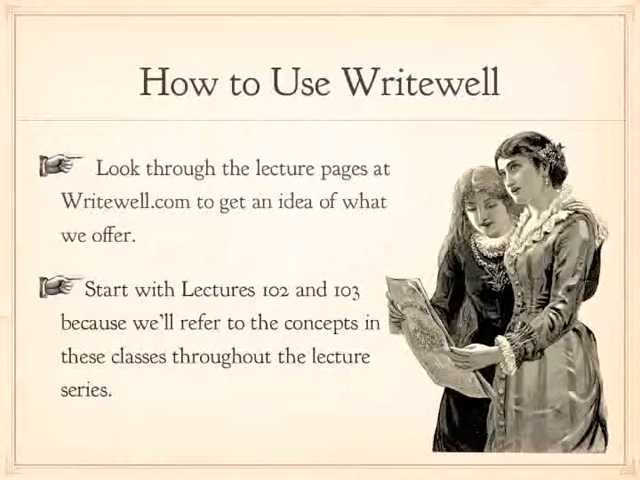 How to Use Writewell
Look through the lecture pages at
Writewell.com to get an idea of what
we offer.
Start with Lectures 102 and 103
because we'll refer to the concepts in
these classes throughout the lecture
series.